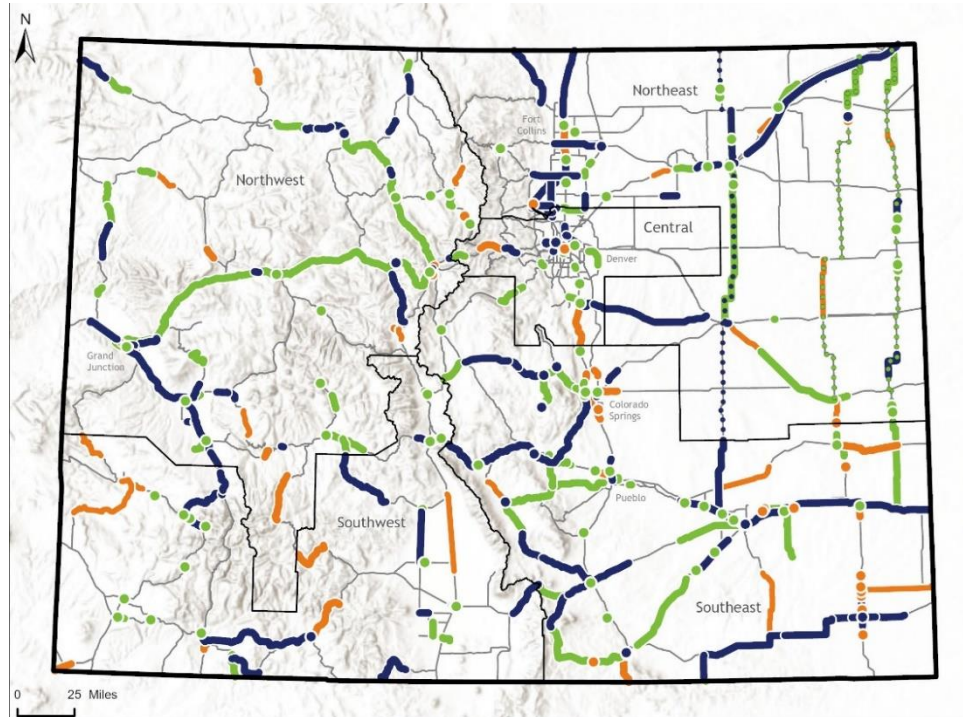 N
Northeast
Fort
Collins
Northwest
Central
Denver
Grand
Junction
Colorado
Springs
Pueblo
Southwest
Southeast
0 25 Miles